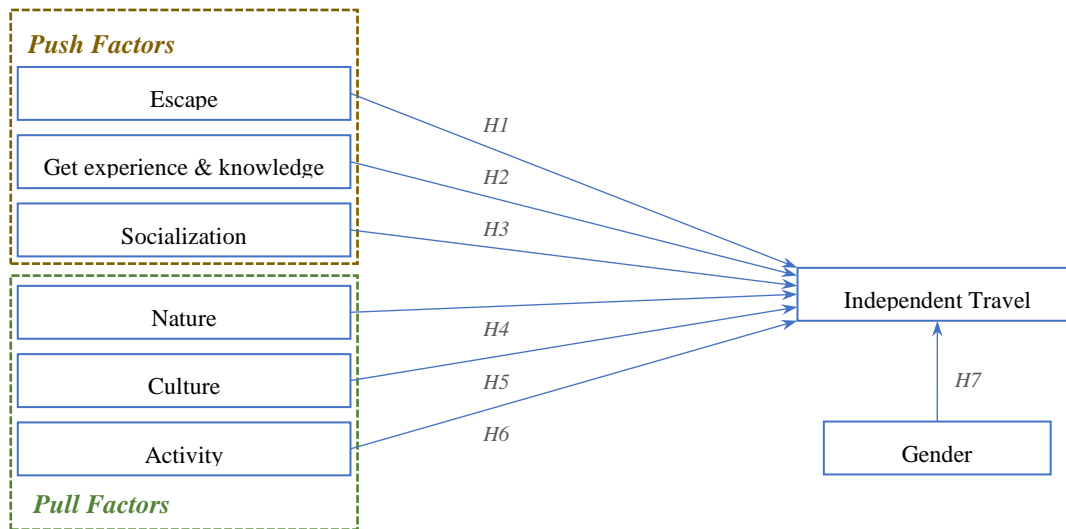 Push Factors
Escape
Get experience & knowledge
Socialization
Nature
Culture
Activity
Pull Factors
H1
H2
H3
H4
H5
H6
Independent Travel
H7
Gender